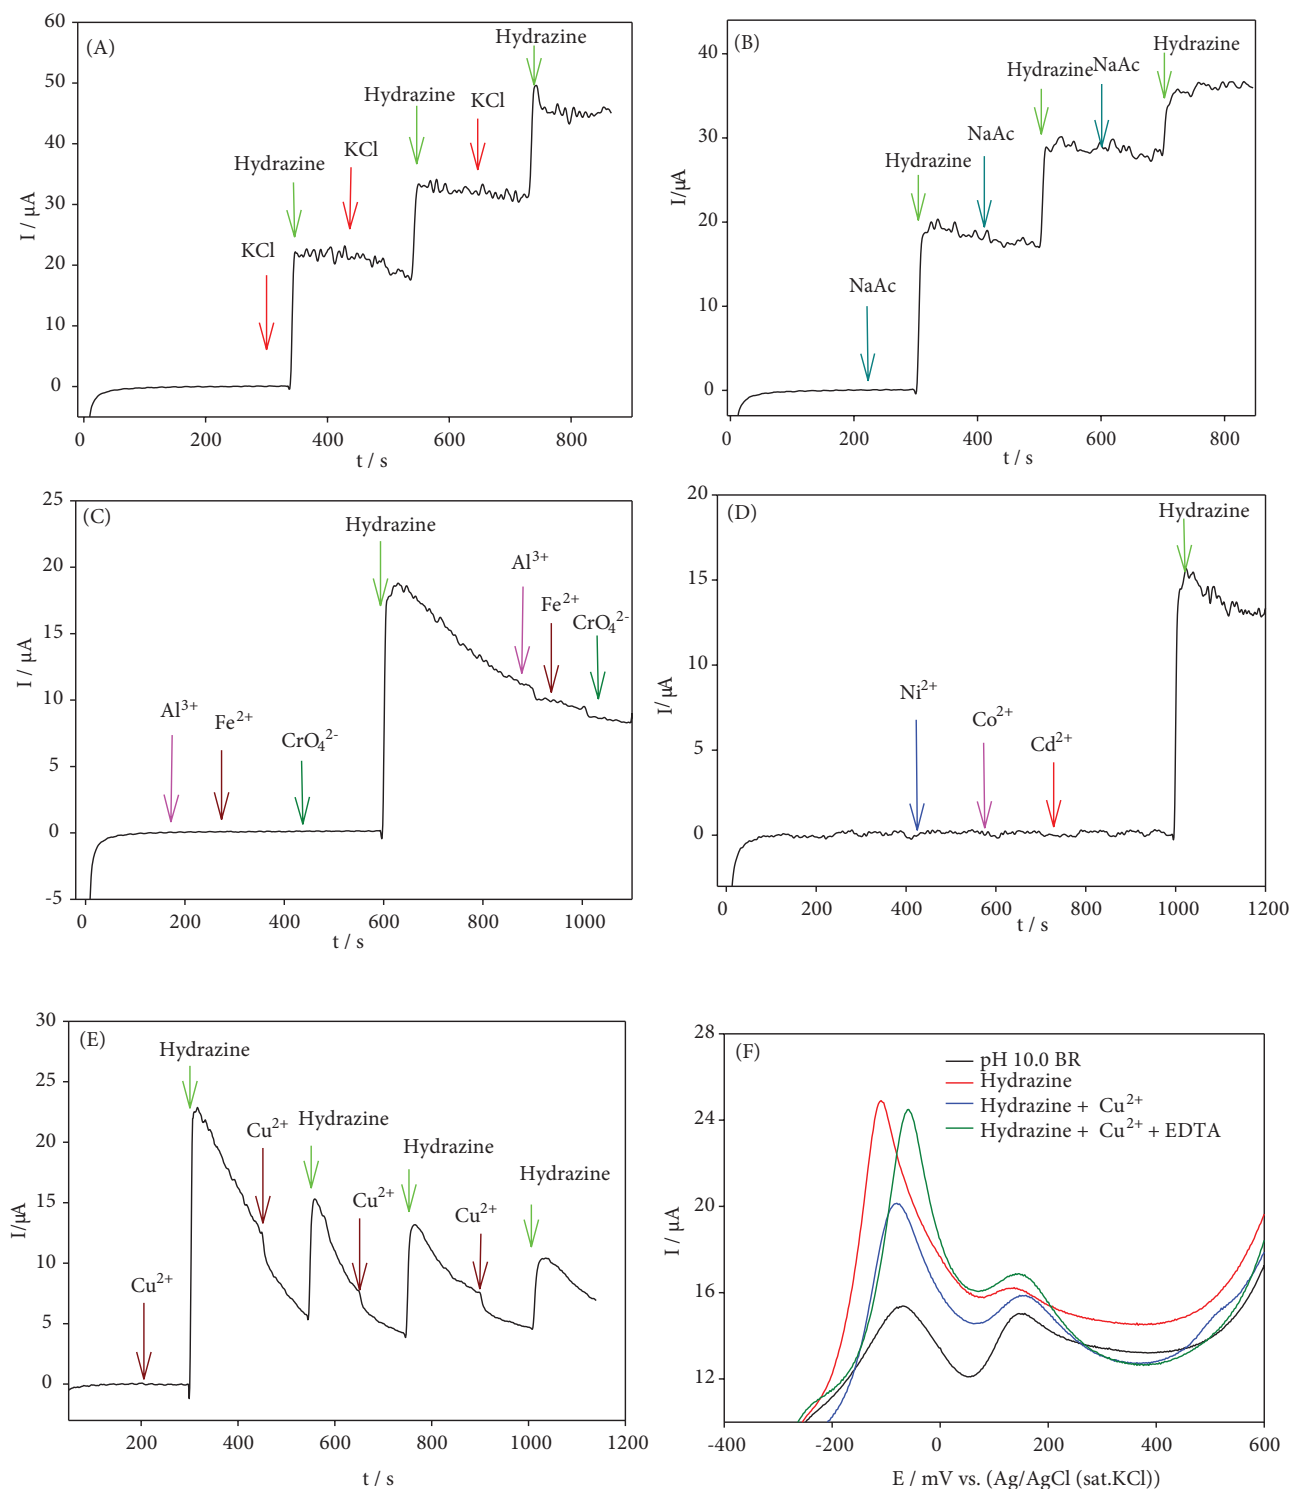 (A)
Hydrazine
Hydrazine
KCl
KCl
Hydrazine
KCl
60
50
40
30
20
10
0
I / µA
0 200 400 600 800
t / s
(B)
Hydrazine
Hydrazine
NaAc
NaAc
Hydrazine
NaAc
40
30
20
10
0
I/µA
0 200 400 600 800
t / s
(C)
Hydrazine
Al3+
Fe2+
CrO42-
Al3+
Fe2+
CrO42-
25
20
15
10
5
0
-5
I / µA
0 200 400 600 800 1000
t / s
(D)
Hydrazine
Ni2+
Co2+
Cd2+
20
15
10
5
0
I/µA
0 200 400 600 800 1000 1200
t / s
(E)
Hydrazine
Cu2+
Hydrazine
Cu2+
Hydrazine
Cu2+
Hydrazine
Cu2+
30
25
20
15
10
5
0
I/µA
200 400 600 800 1000 1200
t / s
(F)
pH 10.0 BR
Hydrazine
Hydrazine + Cu2+
Hydrazine + Cu2+ + EDTA
28
24
20
16
12
I / µA
-400 -200 0 200 400 600
E / mV vs. (Ag/AgCl (sat.KCl))